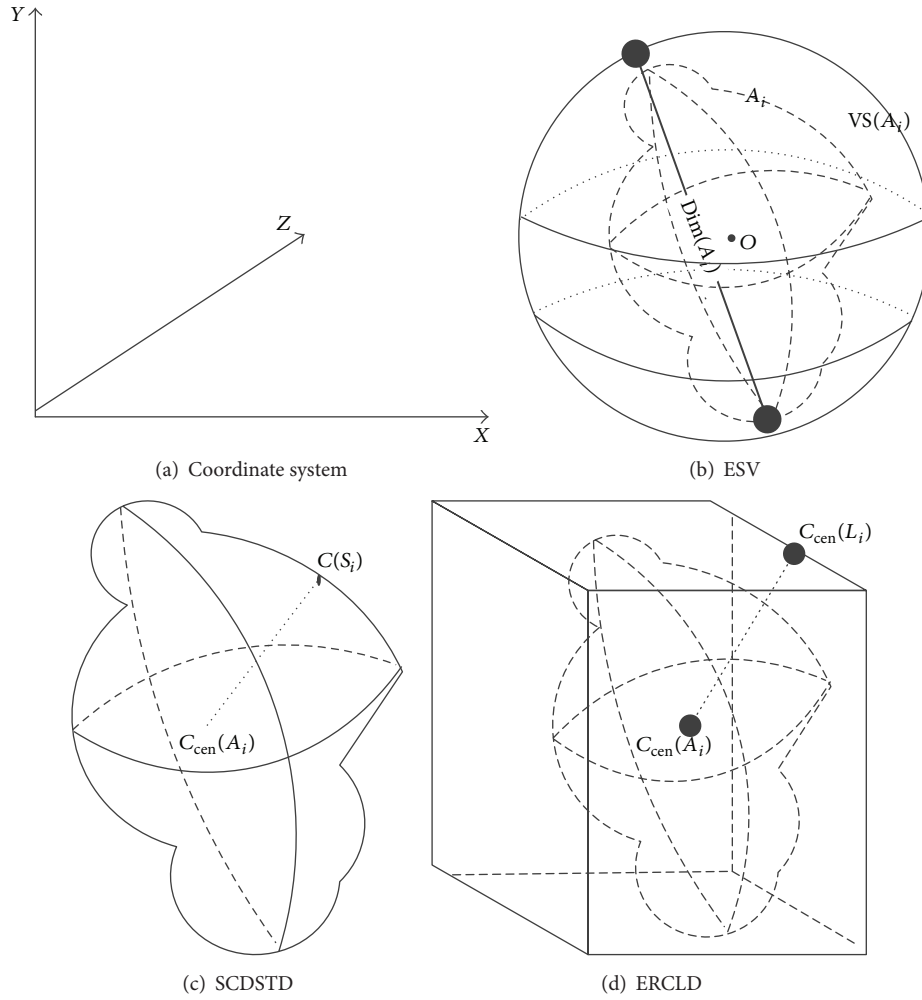 Y
Z
X
(a) Coordinate system
A_i
VS(A_i)
Dim(A_i)
O
(b) ESV
C(S_i)
C_cen(A_i)
(c) SCDSTD
C_cen(L_i)
C_cen(A_i)
(d) ERCLD